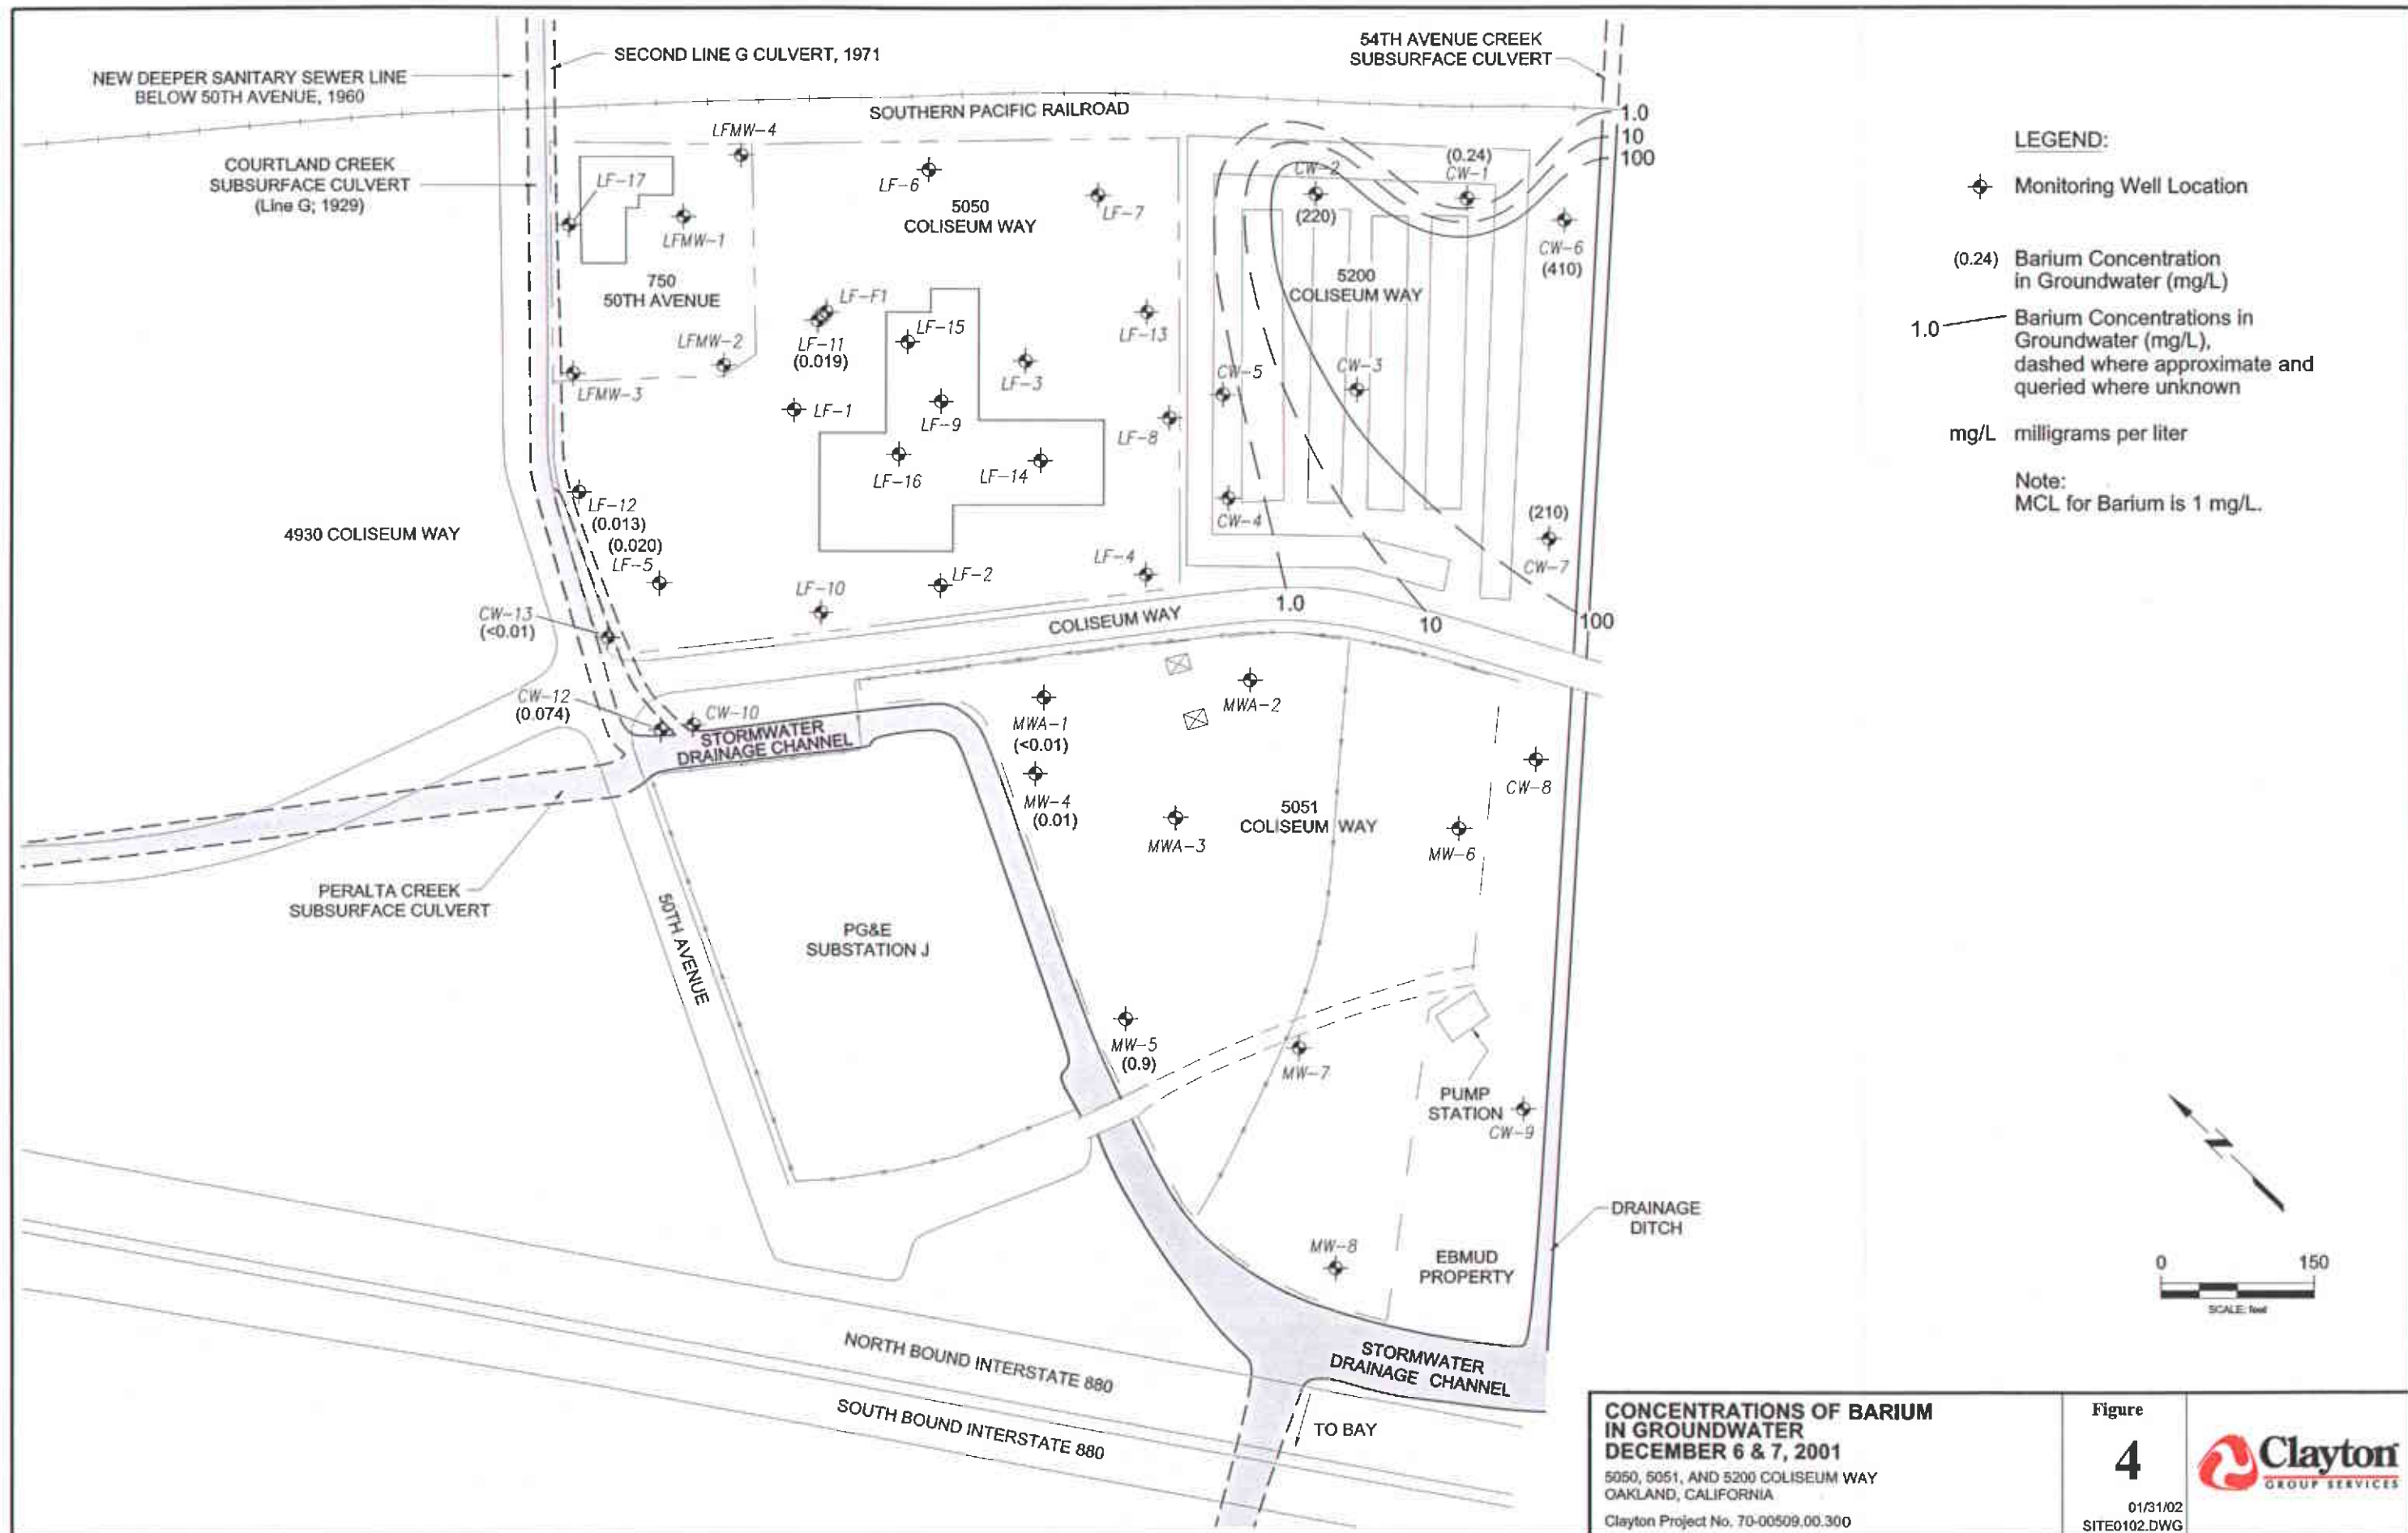 SECOND LINE G CULVERT, 1971
54TH AVENUE CREEK
SUBSURFACE CULVERT
NEW DEEPER SANITARY SEWER LINE
BELOW 50TH AVENUE, 1960
SOUTHERN PACIFIC RAILROAD
1.0
10
100
COURTLAND CREEK
SUBSURFACE CULVERT
(Line G; 1929)
LFMW-4
LF-17
LFMW-1
750
50TH AVENUE
LFMW-2
LFMW-3
LF-6
5050
COLISEUM WAY
LF-7
LF-F1
LF-11
(0.019)
LF-15
LF-3
LF-13
LF-1
LF-9
LF-8
LF-16
LF-14
CW-2
(220)
(0.24)
CW-1
CW-6
(410)
5200
COLISEUM WAY
CW-5
CW-3
CW-4
(210)
CW-7
4930 COLISEUM WAY
LF-12
(0.013)
(0.020)
LF-5
LF-10
LF-2
LF-4
CW-13
(<0.01)
COLISEUM WAY
1.0
10
100
CW-12
(0.074)
CW-10
STORMWATER
DRAINAGE CHANNEL
MWA-1
(<0.01)
MWA-2
MW-4
(0.01)
MWA-3
5051
COLISEUM WAY
CW-8
MW-6
PERALTA CREEK
SUBSURFACE CULVERT
50TH AVENUE
PG&E
SUBSTATION J
MW-5
(0.9)
MW-7
PUMP
STATION
CW-9
DRAINAGE
DITCH
MW-8
EBMUD
PROPERTY
STORMWATER
DRAINAGE CHANNEL
NORTH BOUND INTERSTATE 880
SOUTH BOUND INTERSTATE 880
TO BAY
LEGEND:
Monitoring Well Location
(0.24) Barium Concentration
in Groundwater (mg/L)
1.0 Barium Concentrations in
Groundwater (mg/L),
dashed where approximate and
queried where unknown
mg/L milligrams per liter
Note:
MCL for Barium is 1 mg/L.
N
0 150
SCALE: feet
CONCENTRATIONS OF BARIUM
IN GROUNDWATER
DECEMBER 6 & 7, 2001
5050, 5051, AND 5200 COLISEUM WAY
OAKLAND, CALIFORNIA
Clayton Project No. 70-00509.00.300
Figure
4
01/31/02
SITE0102.DWG
Clayton
GROUP SERVICES